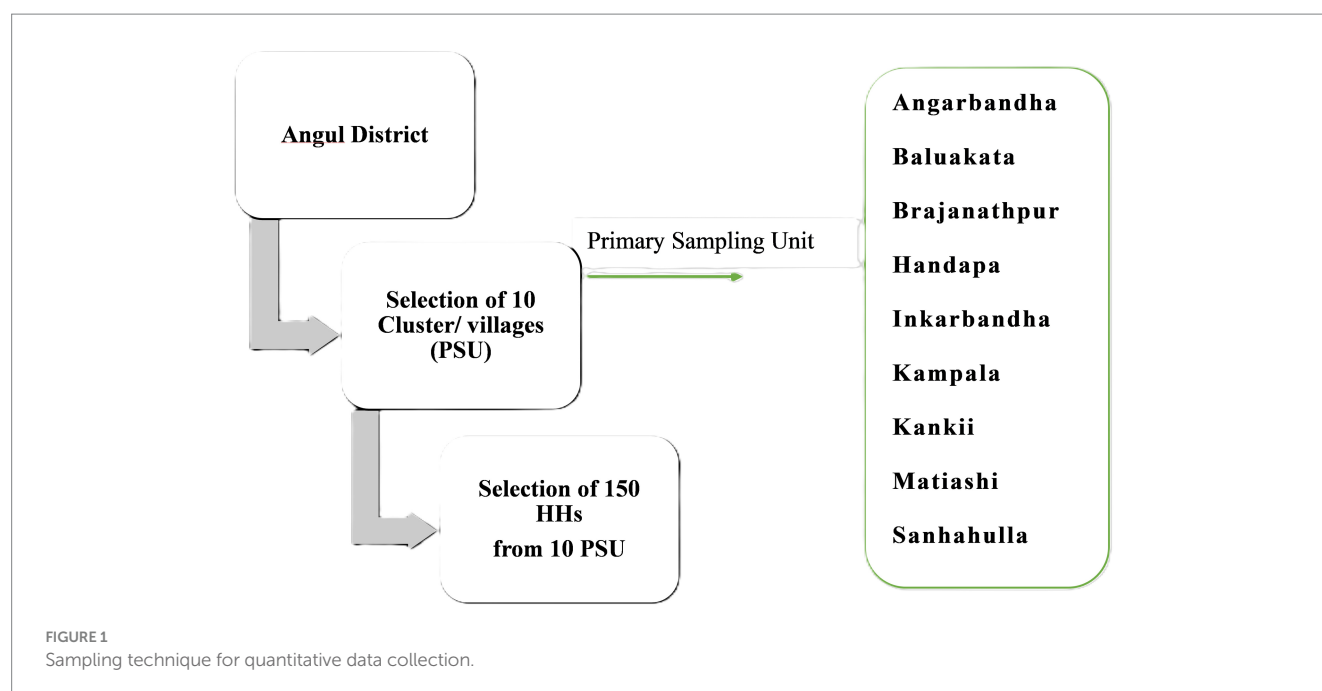 Angul District
Selection of 10
Cluster/ villages
(PSU)
Selection of 150
HHs
from 10 PSU
Primary Sampling Unit
Angarbandha
Baluakata
Brajanathpur
Handapa
Inkarbandha
Kampala
Kankii
Matiashi
Sanhahulla
FIGURE 1
Sampling technique for quantitative data collection.